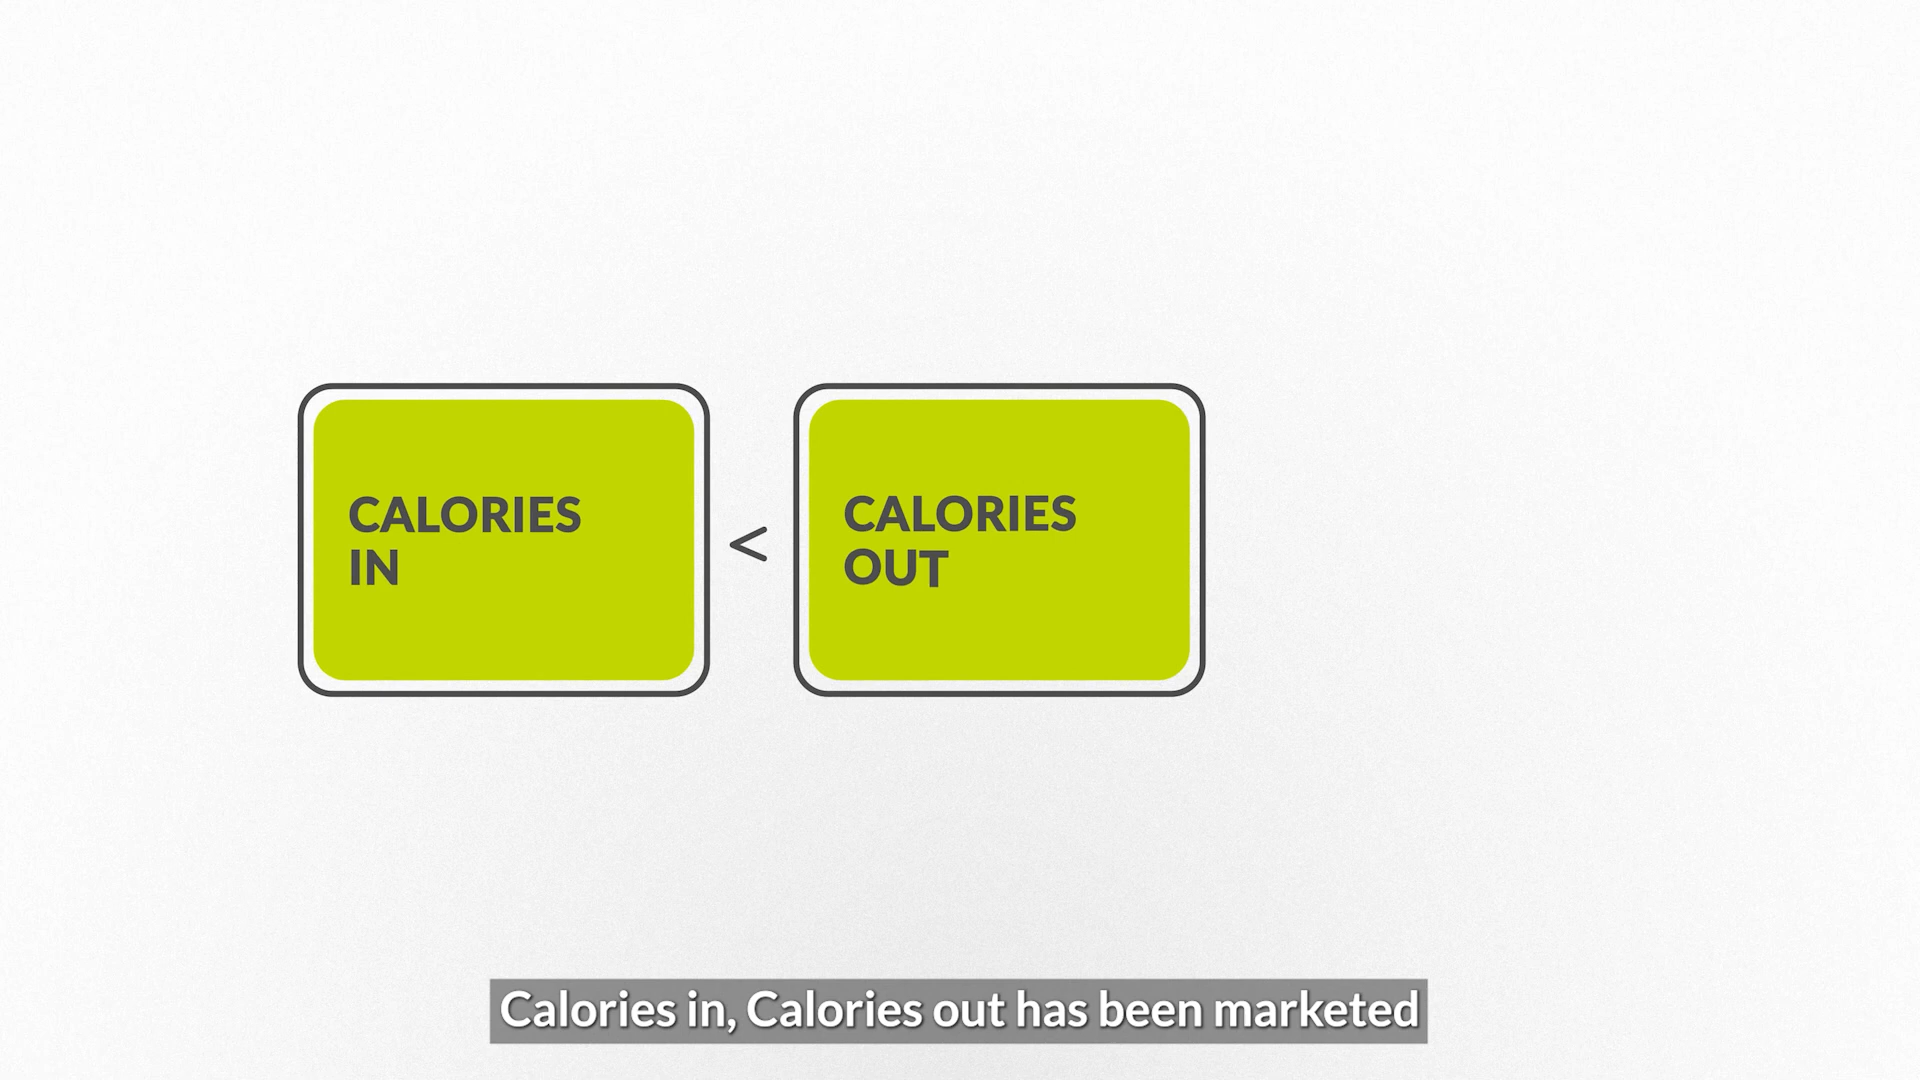 CALORIES
IN
<
CALORIES
OUT
Calories in, Calories out has been marketed